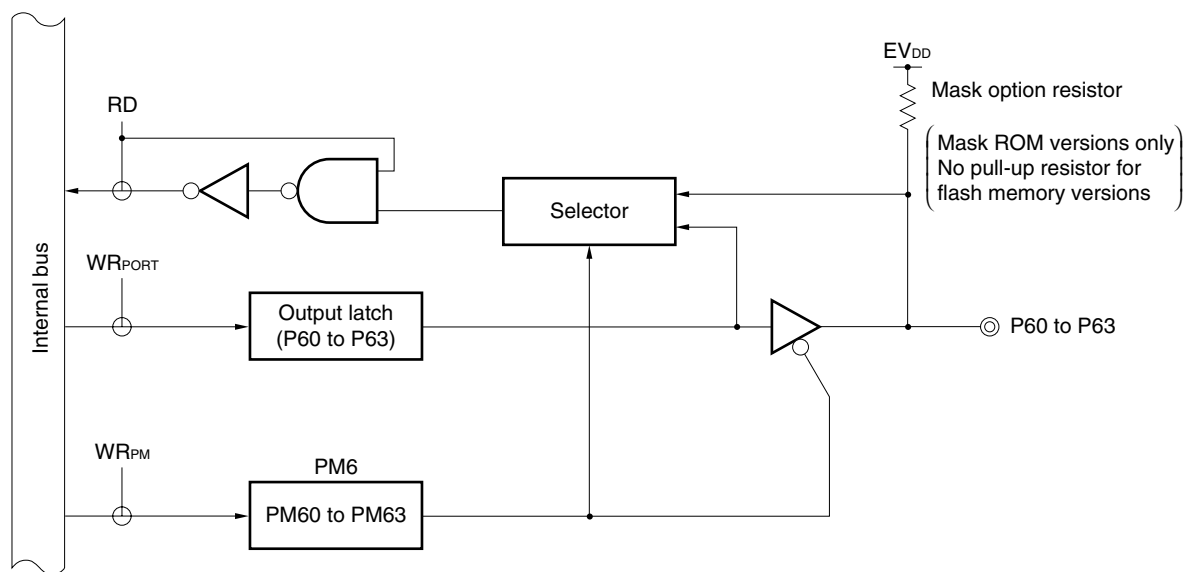 EVDD
Mask option resistor
RD
Mask ROM versions only
No pull-up resistor for
flash memory versions
Selector
WRPORT
Internal bus
Output latch
(P60 to P63)
P60 to P63
WRPM
PM6
PM60 to PM63